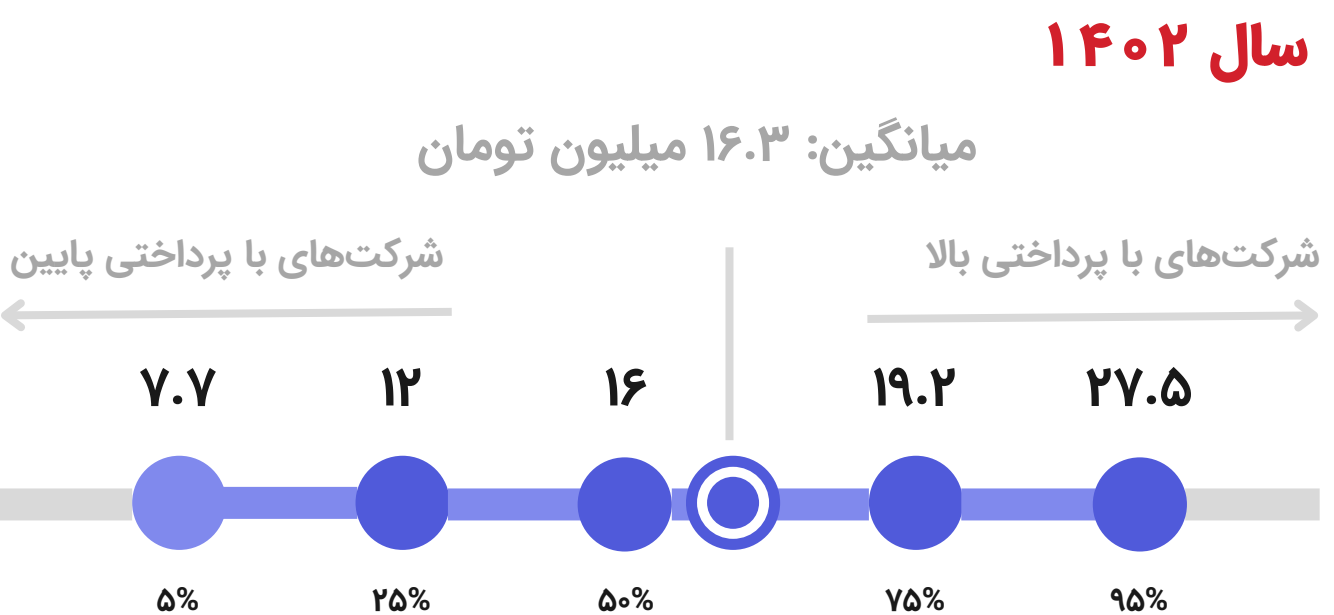 سال ۱۴۰۲
میانگین: ۱۶.۳ میلیون تومان
شرکت‌های با پرداختی بالا
شرکت‌های با پرداختی پایین
۷.۷ ۱۲ ۱۶ ۱۹.۲ ۲۷.۵
۵% ۲۵% ۵۰% ۷۵% ۹۵%